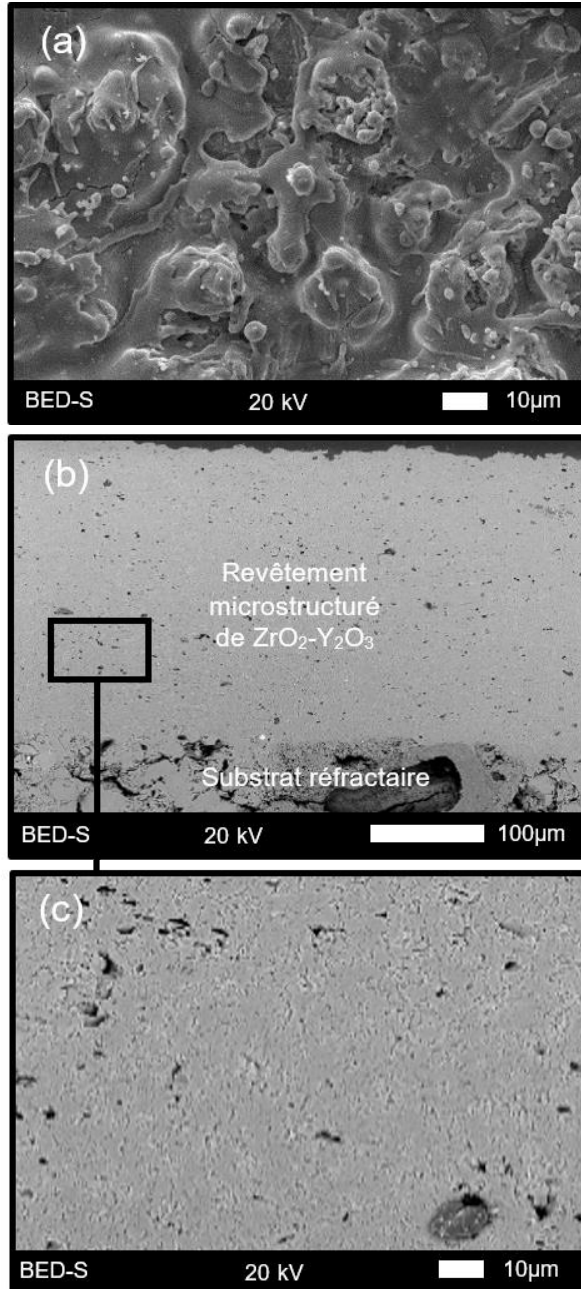 (a)
BED-S 20 kV 10µm
(b)
Revêtement
microstructuré
de ZrO₂-Y₂O₃
Substrat réfractaire
BED-S 20 kV 100µm
(c)
BED-S 20 kV 10µm